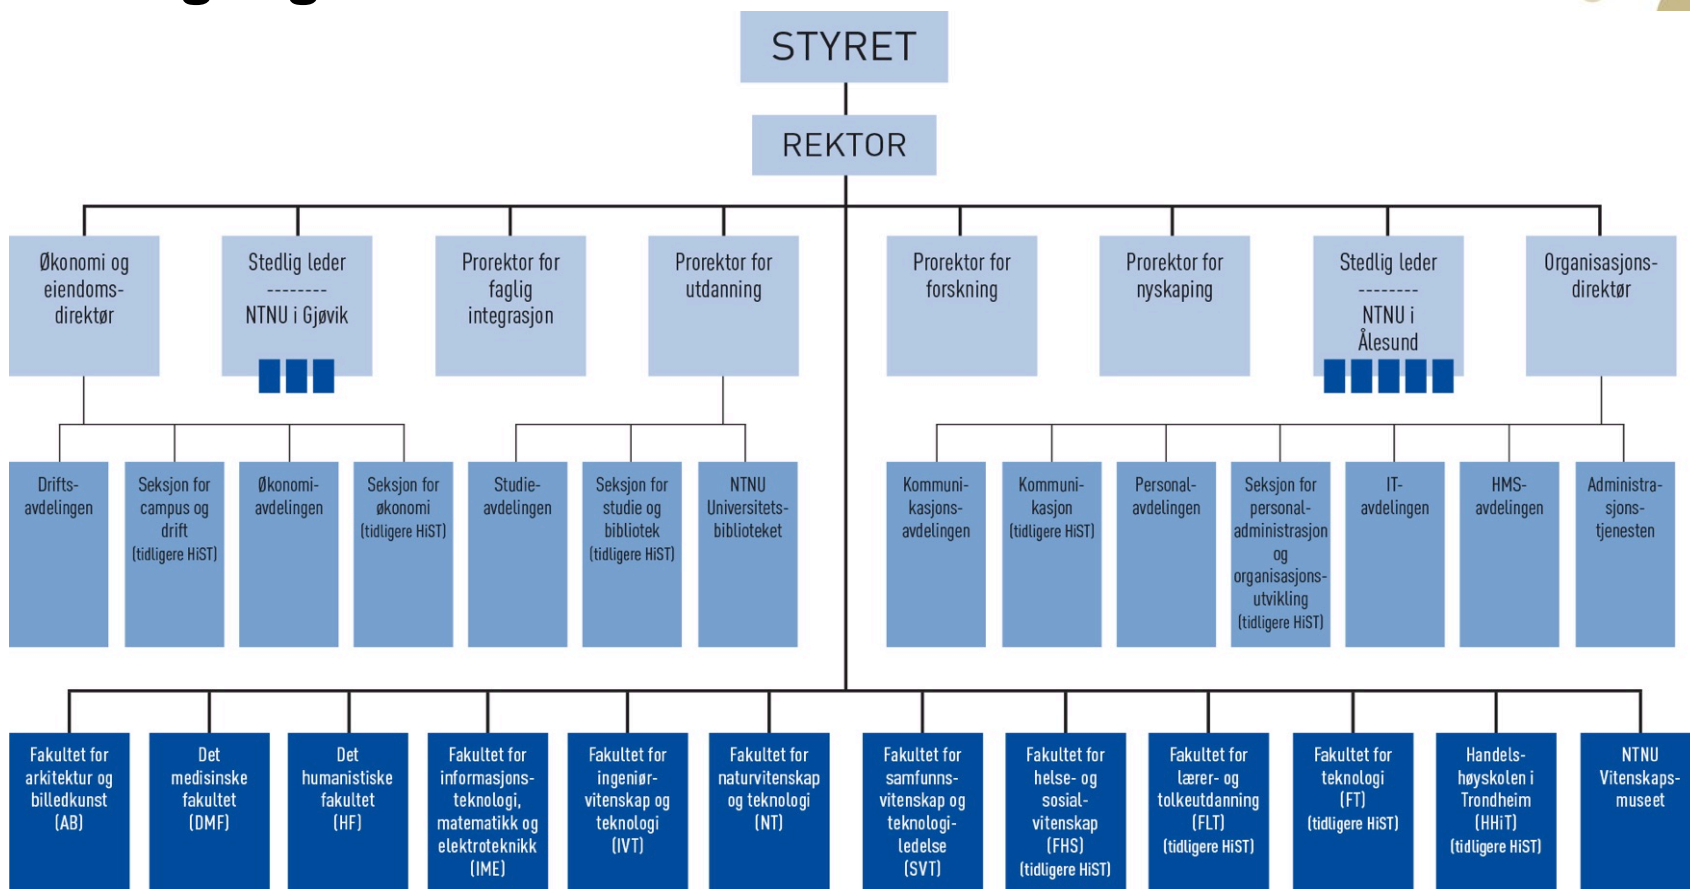 STYRET
REKTOR
Økonomi og
eiendoms-
direktør
Stedlig leder
--------
NTNU i Gjøvik
Prorektor for
faglig
integrasjon
Prorektor for
utdanning
Prorektor for
forskning
Prorektor for
nyskaping
Stedlig leder
--------
NTNU i
Ålesund
Organisasjons-
direktør
Drifts-
avdelingen
Seksjon for
campus og
drift
(tidligere HiST)
Økonomi-
avdelingen
Seksjon for
økonomi
(tidligere HiST)
Studie-
avdelingen
Seksjon for
studie og
bibliotek
(tidligere HiST)
NTNU
Universitets-
biblioteket
Kommuni-
kasjons-
avdelingen
Kommuni-
kasjon
(tidligere HiST)
Personal-
avdelingen
Seksjon for
personal-
administrasjon
og
organisasjons-
utvikling
(tidligere HiST)
IT-
avdelingen
HMS-
avdelingen
Administra-
sjons-
tjenesten
Fakultet for
arkitektur og
billedkunst
(AB)
Det
medisinske
fakultet
(DMF)
Det
humanistiske
fakultet
(HF)
Fakultet for
informasjons-
teknologi,
matematikk og
elektroteknikk
(IME)
Fakultet for
ingeniør-
vitenskap og
teknologi
(IVT)
Fakultet for
naturvitenskap
og teknologi
(NT)
Fakultet for
samfunns-
vitenskap og
teknologi-
ledelse
(SVT)
Fakultet for
helse- og
sosial-
vitenskap
(FHS)
(tidligere HiST)
Fakultet for
lærer- og
tolkeutdanning
(FLT)
(tidligere HiST)
Fakultet for
teknologi
(FT)
(tidligere HiST)
Handels-
høyskolen i
Trondheim
(HHiT)
(tidligere HiST)
NTNU
Vitenskaps-
museet